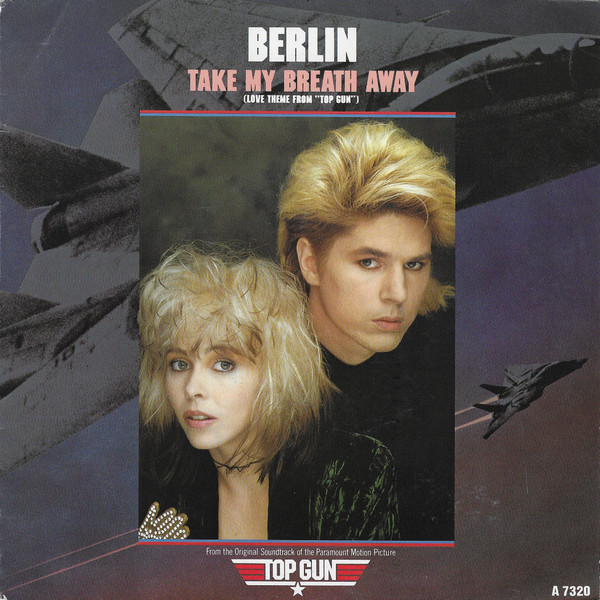 BERLIN
TAKE MY BREATH AWAY
(LOVE THEME FROM "TOP GUN")
From the Original Soundtrack of the Paramount Motion Picture
TOP GUN
A 7320